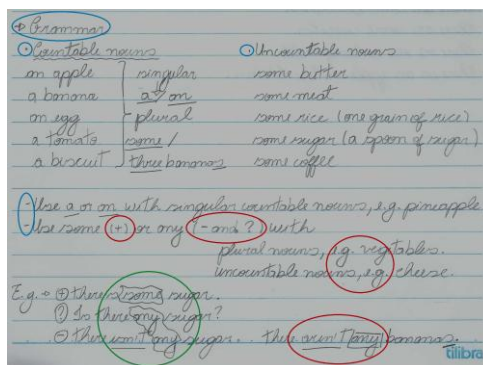 → Grammar
• Countable nouns • Uncountable nouns
an apple singular some butter
a banana a → an some meat
an egg plural some rice (one grain of rice)
a tomato some / some sugar (a spoon of sugar)
a biscuit three bananas some coffee
- Use a or an with singular countable nouns, e.g. pineapple
- Use some (+) or any (- and ?) with
plural nouns, e.g. vegetables.
uncountable nouns, e.g. cheese.
E.g. → + there is some sugar.
? Is there any sugar?
- there isn't any sugar. there aren't any bananas.
tilibra